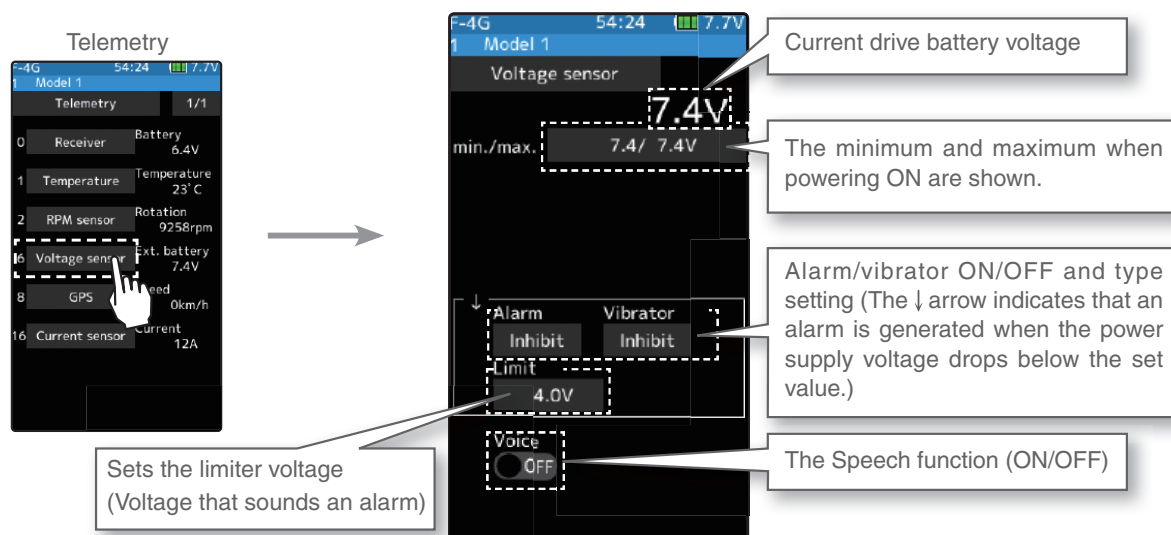 Telemetry
F-4G 54:24 7.7V
1 Model 1
Telemetry 1/1
0 Receiver Battery
6.4V
1 Temperature Temperature
23°C
2 RPM sensor Rotation
9258rpm
6 Voltage sensor Ext. battery
7.4V
8 GPS
0km/h
16 Current sensor Current
12A
F-4G 54:24 7.7V
1 Model 1
Voltage sensor
7.4V
min./max. 7.4/ 7.4V
↓
Alarm Vibrator
Inhibit Inhibit
Limit
4.0V
Voice
OFF
Current drive battery voltage
The minimum and maximum when
powering ON are shown.
Alarm/vibrator ON/OFF and type
setting (The ↓ arrow indicates that an
alarm is generated when the power
supply voltage drops below the set
value.)
The Speech function (ON/OFF)
Sets the limiter voltage
(Voltage that sounds an alarm)